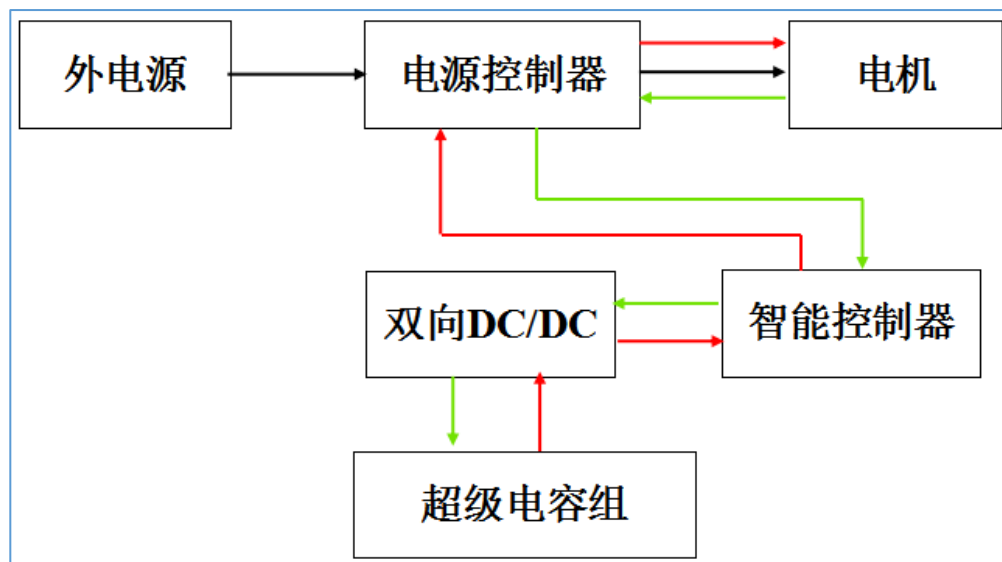 外电源
电源控制器
电机
双向DC/DC
智能控制器
超级电容组